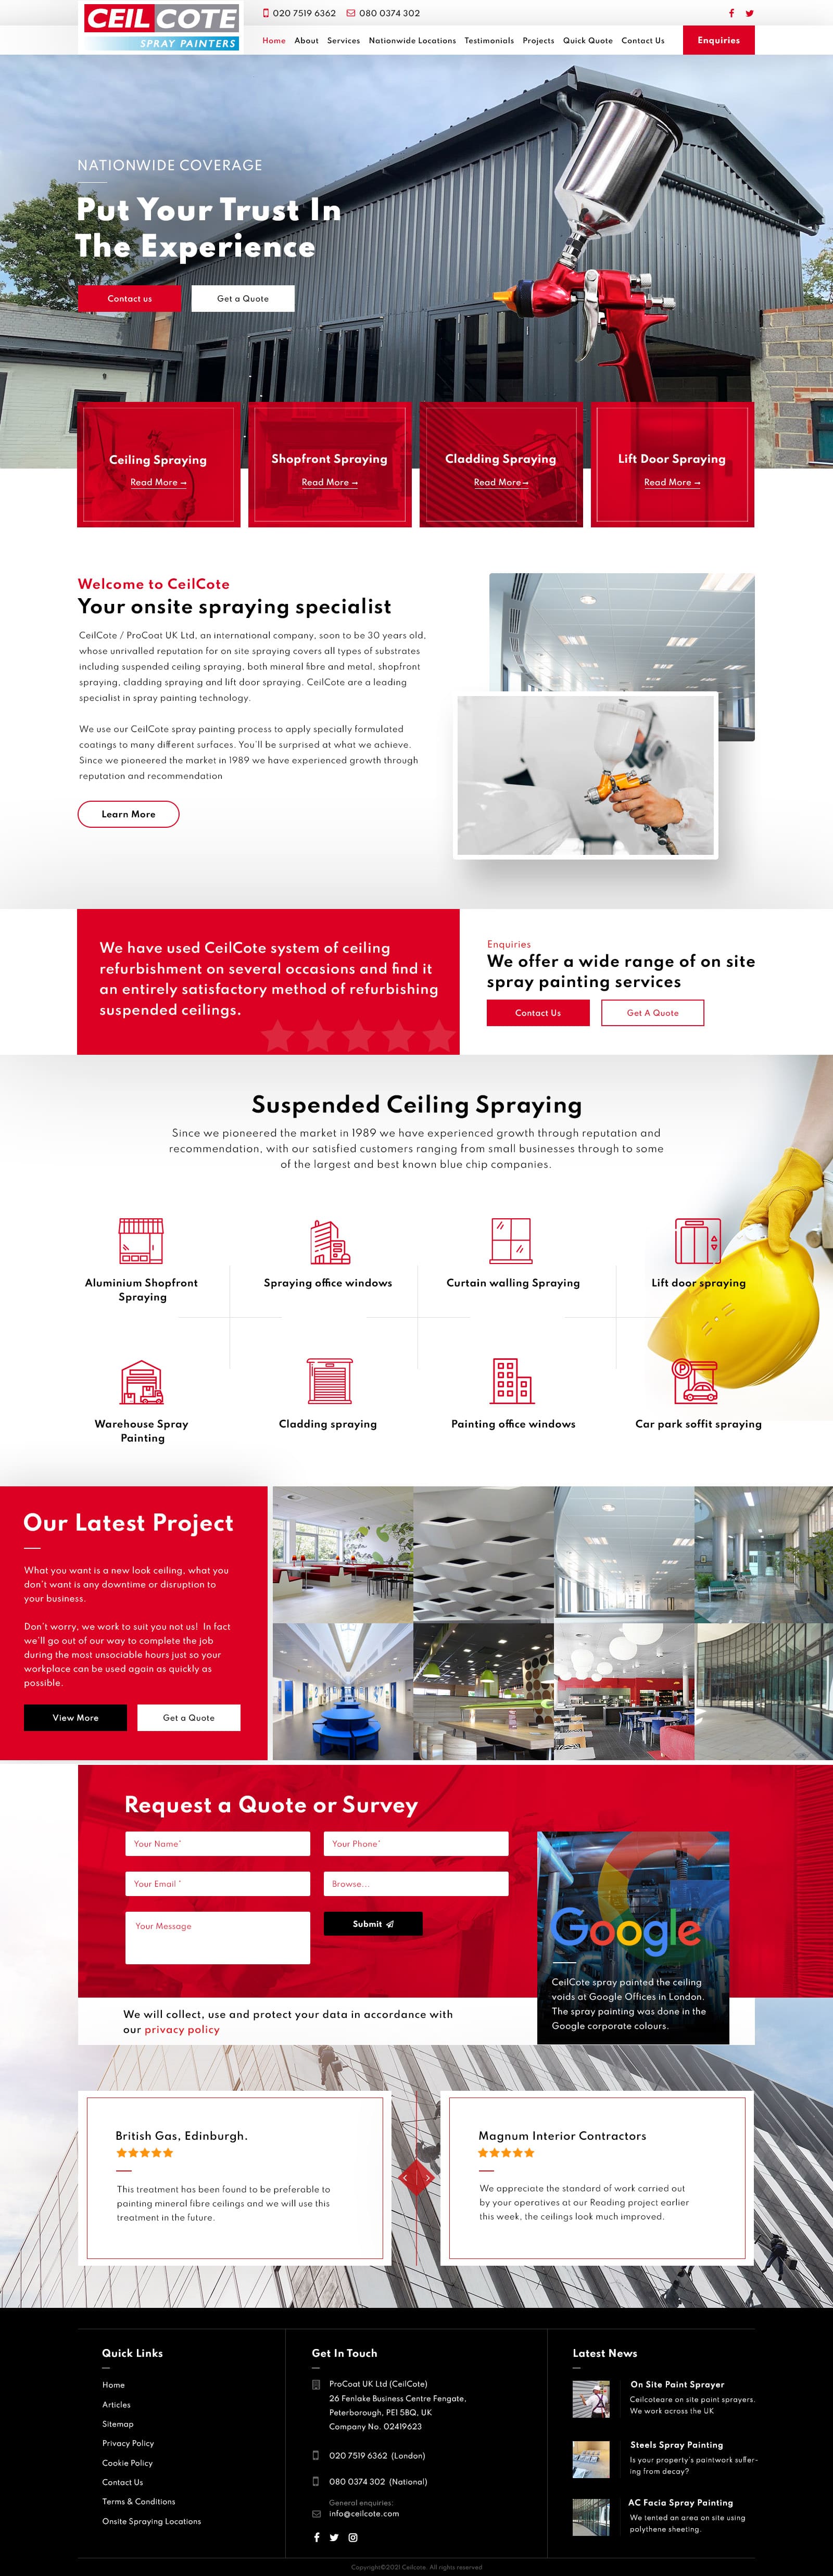 CEILCOTE
SPRAY PAINTERS
020 7519 6362 080 0374 302
Home About Services Nationwide Locations Testimonials Projects Quick Quote Contact Us Enquiries
NATIONWIDE COVERAGE
Put Your Trust In
The Experience
Contact us Get a Quote
Ceiling Spraying
Read More →
Shopfront Spraying
Read More →
Cladding Spraying
Read More →
Lift Door Spraying
Read More →
Welcome to CeilCote
Your onsite spraying specialist
CeilCote / ProCoat UK Ltd, an international company, soon to be 30 years old,
whose unrivalled reputation for on site spraying covers all types of substrates
including suspended ceiling spraying, both mineral fibre and metal, shopfront
spraying, cladding spraying and lift door spraying. CeilCote are a leading
specialist in spray painting technology.
We use our CeilCote spray painting process to apply specially formulated
coatings to many different surfaces. You'll be surprised at what we achieve.
Since we pioneered the market in 1989 we have experienced growth through
reputation and recommendation
Learn More
We have used CeilCote system of ceiling
refurbishment on several occasions and find it
an entirely satisfactory method of refurbishing
suspended ceilings.
Enquiries
We offer a wide range of on site
spray painting services
Contact Us Get A Quote
Suspended Ceiling Spraying
Since we pioneered the market in 1989 we have experienced growth through reputation and
recommendation, with our satisfied customers ranging from small businesses through to some
of the largest and best known blue chip companies.
Aluminium Shopfront
Spraying
Spraying office windows
Curtain walling Spraying
Lift door spraying
Warehouse Spray
Painting
Cladding spraying
Painting office windows
P
Car park soffit spraying
Our Latest Project
What you want is a new look ceiling, what you
don't want is any downtime or disruption to
your business.
Don't worry, we work to suit you not us! In fact
we'll go out of our way to complete the job
during the most unsociable hours just so your
workplace can be used again as quickly as
possible.
View More Get a Quote
Request a Quote or Survey
Your Name* Your Phone*
Your Email * Browse...
Your Message Submit
Google
CeilCote spray painted the ceiling
voids at Google Offices in London.
The spray painting was done in the
Google corporate colours.
We will collect, use and protect your data in accordance with
our privacy policy
British Gas, Edinburgh.
This treatment has been found to be preferable to
painting mineral fibre ceilings and we will use this
treatment in the future.
Magnum Interior Contractors
We appreciate the standard of work carried out
by your operatives at our Reading project earlier
this week, the ceilings look much improved.
Quick Links
Home
Articles
Sitemap
Privacy Policy
Cookie Policy
Contact Us
Terms & Conditions
Onsite Spraying Locations
Get In Touch
ProCoat UK Ltd (CeilCote)
26 Fenlake Business Centre Fengate,
Peterborough, PE1 5BQ, UK
Company No. 02419623
020 7519 6362 (London)
080 0374 302 (National)
General enquiries:
info@ceilcote.com
Latest News
On Site Paint Sprayer
Ceilcoteare on site paint sprayers.
We work across the UK
Steels Spray Painting
Is your property's paintwork suffer-
ing from decay?
AC Facia Spray Painting
We tented an area on site using
polythene sheeting.
Copyright©2021 Ceilcote. All rights reserved